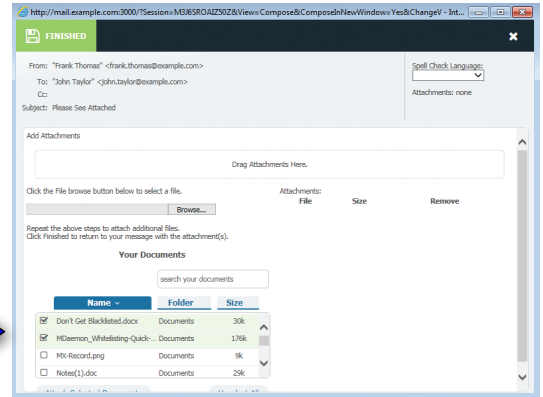 http://mail.example.com:3000/?Session=M3J6SROAIZ50Z&View=Compose&ComposeInNewWindow=Yes&ChangeV - Int...
FINISHED
From: "Frank Thomas" <frank.thomas@example.com>
Spell Check Language:
To: "John Taylor" <john.taylor@example.com>
Cc:
Attachments: none
Subject: Please See Attached
Add Attachments
Drag Attachments Here.
Click the File browse button below to select a file.
Attachments:
File Size Remove
Browse...
Repeat the above steps to attach additional files.
Click Finished to return to your message with the attachment(s).
Your Documents
search your documents
Name Folder Size
Don't Get Blacklisted.docx Documents 30k
MDaemon_Whitelisting-Quick-... Documents 176k
MX-Record.png Documents 9k
Notes(1).doc Documents 29k